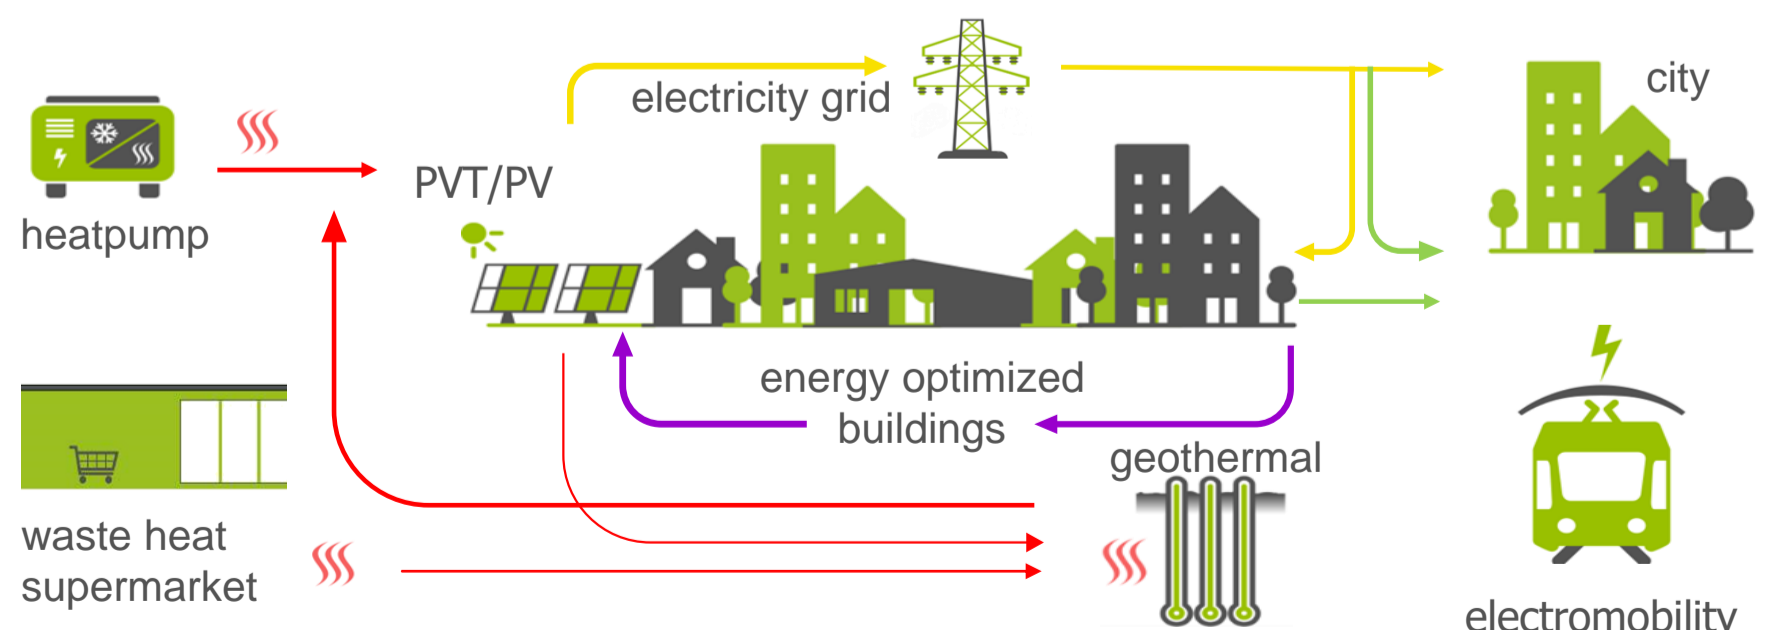 electricity grid
city
PVT/PV
heatpump
energy optimized
buildings
geothermal
waste heat
supermarket
electromobility